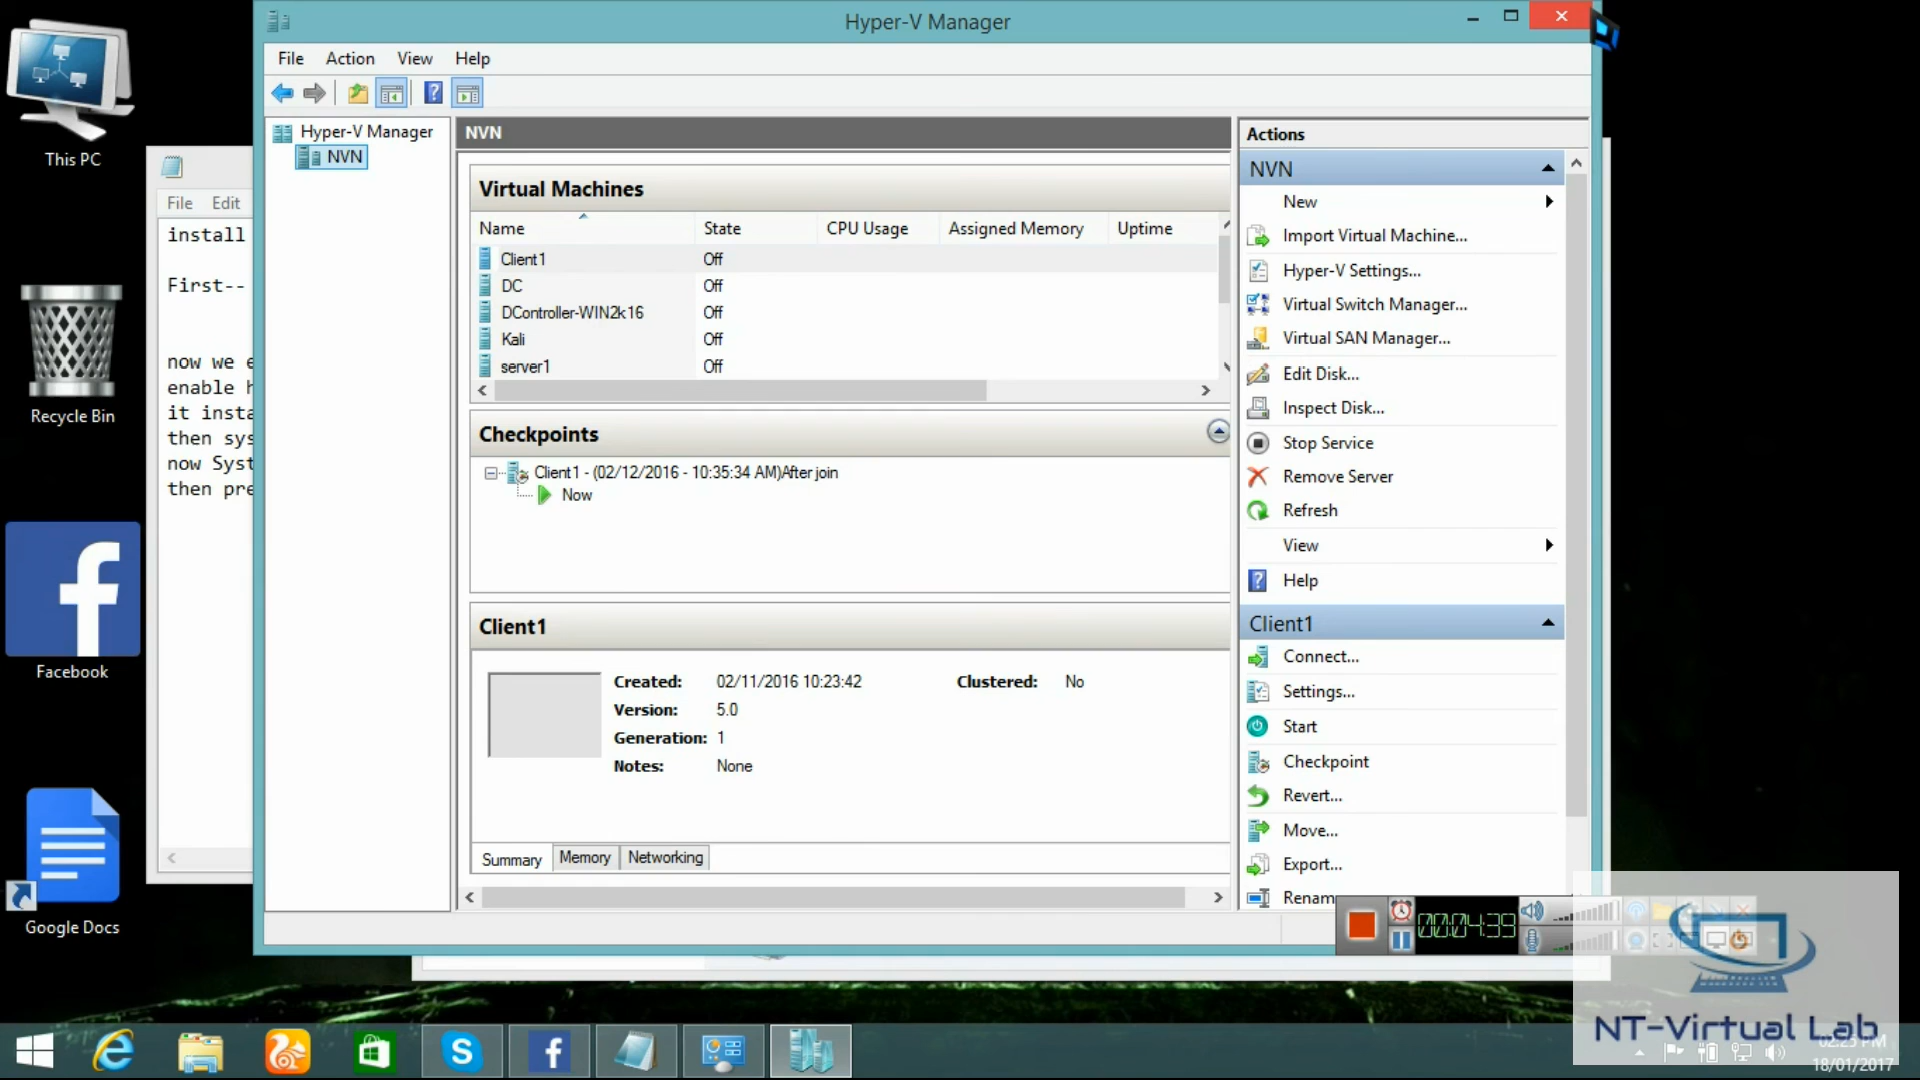 Hyper-V Manager
File Action View Help
Hyper-V Manager
NVN
NVN
Virtual Machines
Name State CPU Usage Assigned Memory Uptime
Client1 Off
DC Off
DController-WIN2k16 Off
Kali Off
server1 Off
Checkpoints
Client1 - (02/12/2016 - 10:35:34 AM)After join
Now
Client1
Created: 02/11/2016 10:23:42 Clustered: No
Version: 5.0
Generation: 1
Notes: None
Summary Memory Networking
Actions
NVN
New
Import Virtual Machine...
Hyper-V Settings...
Virtual Switch Manager...
Virtual SAN Manager...
Edit Disk...
Inspect Disk...
Stop Service
Remove Server
Refresh
View
Help
Client1
Connect...
Settings...
Start
Checkpoint
Revert...
Move...
Export...
File Edit
install
First--
now we
enable
it
then
now
then
This PC
Recycle Bin
Facebook
Google Docs
00:04:39
NT-Virtual Lab
02:25 PM
18/01/2017